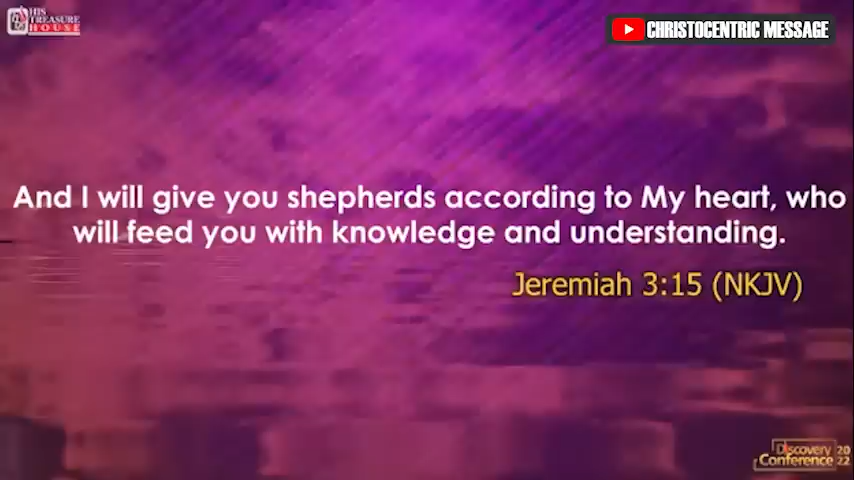 HIS
TREASURE
HOUSE
CHRISTOCENTRIC MESSAGE
And I will give you shepherds according to My heart, who
will feed you with knowledge and understanding.
Jeremiah 3:15 (NKJV)
Discovery 20
Conference 22